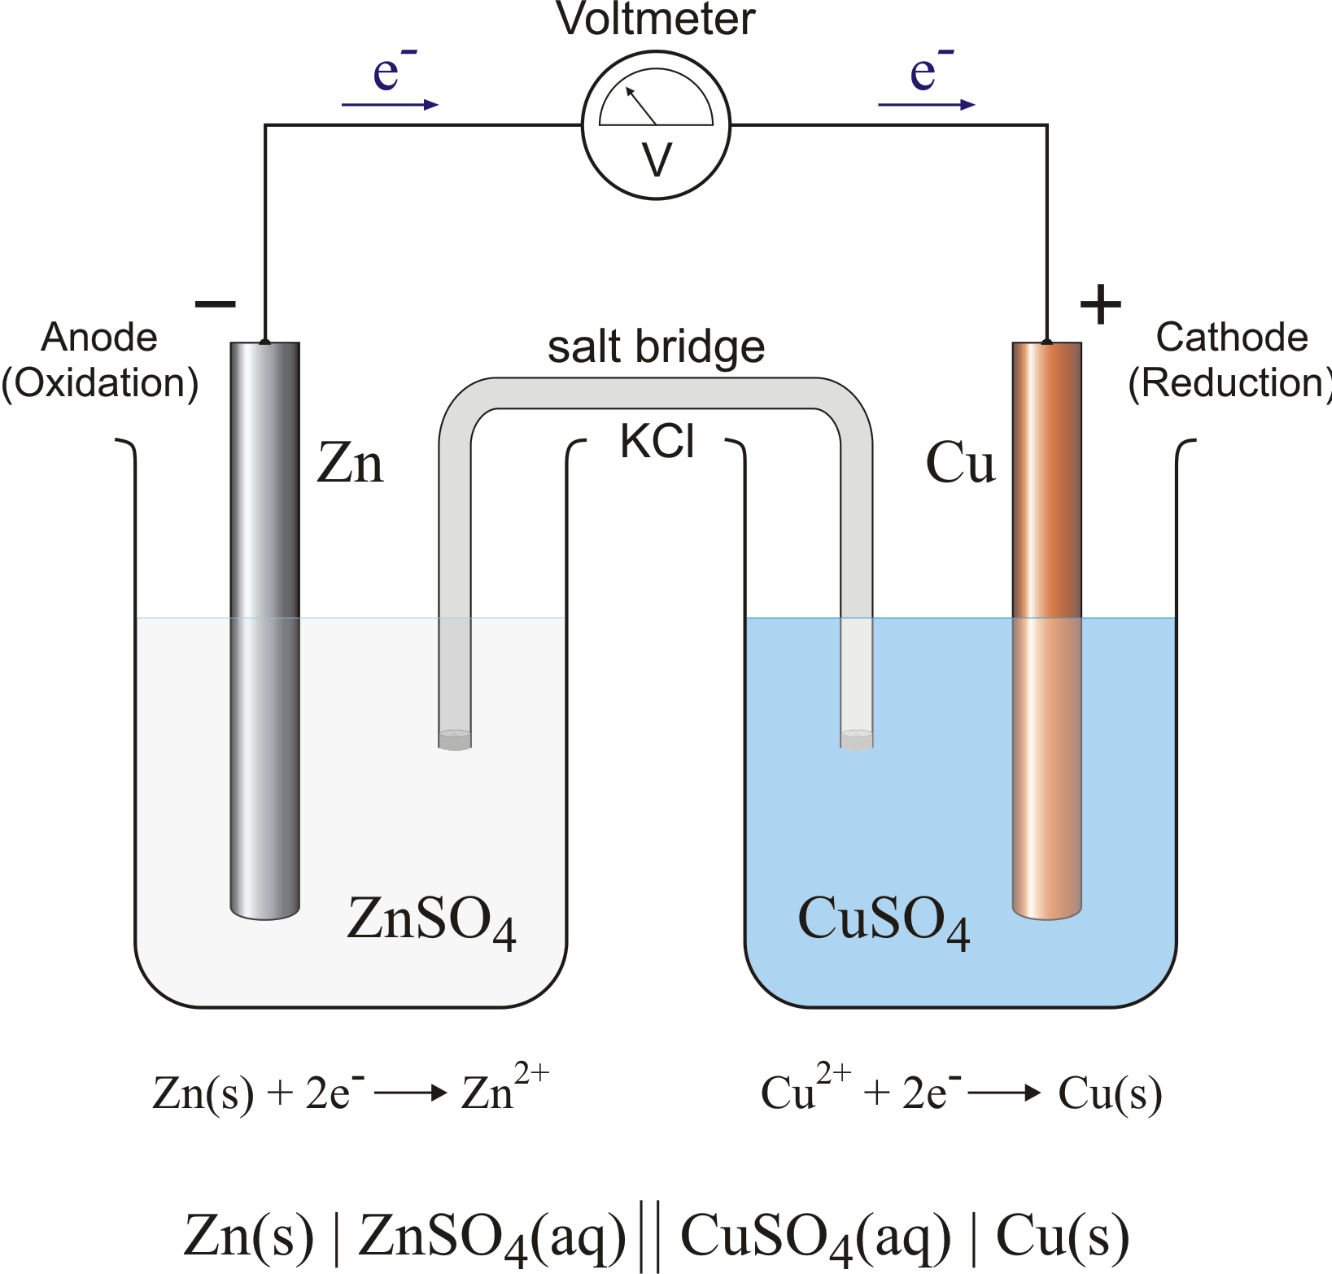 Voltmeter
e⁻
e⁻
V
−
+
Anode
(Oxidation)
Cathode
(Reduction)
salt bridge
KCl
Zn
Cu
ZnSO₄
CuSO₄
Zn(s) + 2e⁻ ⟶ Zn²⁺
Cu²⁺ + 2e⁻ ⟶ Cu(s)
Zn(s) | ZnSO₄(aq) || CuSO₄(aq) | Cu(s)